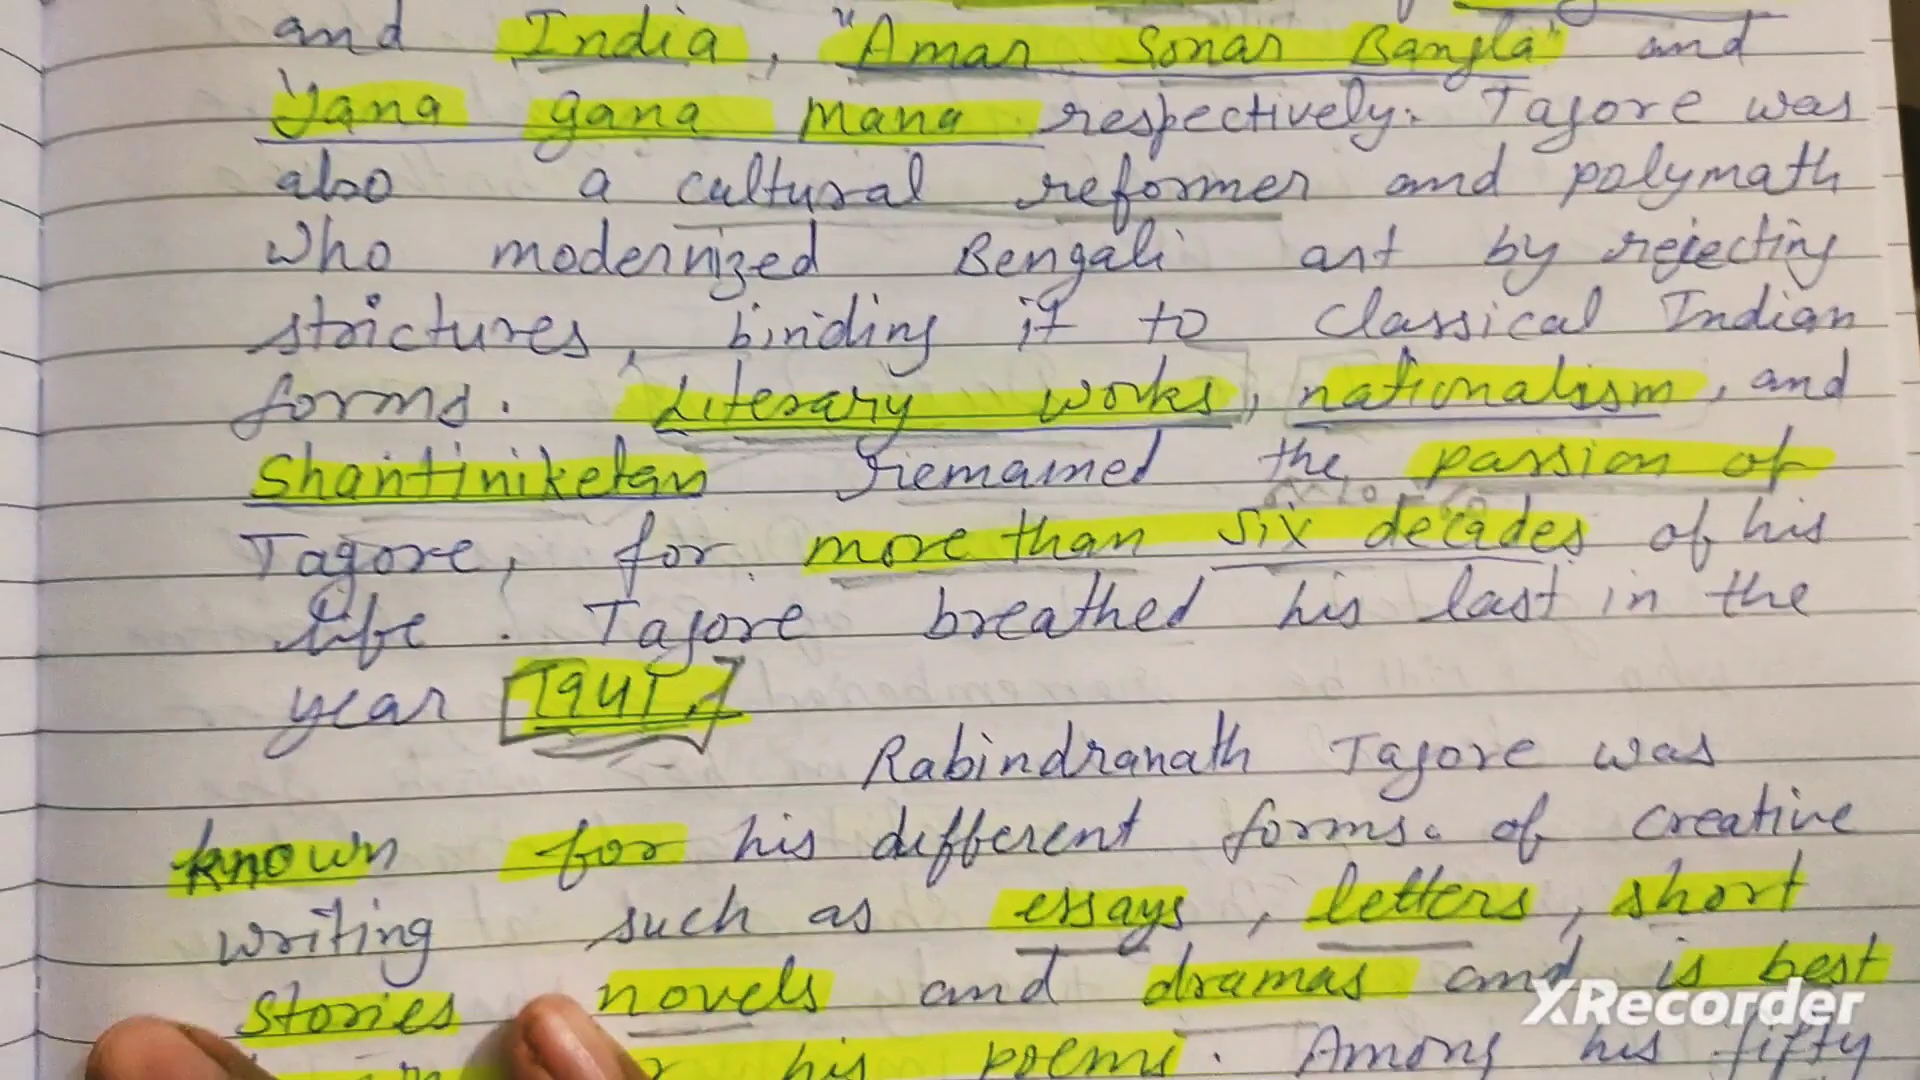 and India, "Amar Sonar Bangla" and
Jana gana mana respectively. Tagore was
also a cultural reformer and polymath
who modernized Bengali art by rejecting
strictures, binding it to classical Indian
forms. Literary works, nationalism, and
Shantiniketan remained the passion of
Tagore, for more than six decades of his
life. Tagore breathed his last in the
year 1941.
Rabindranath Tagore was
known for his different forms. of creative
writing such as essays, letters, short
stories novels and dramas and is best
his poems. Among his fifty
XRecorder